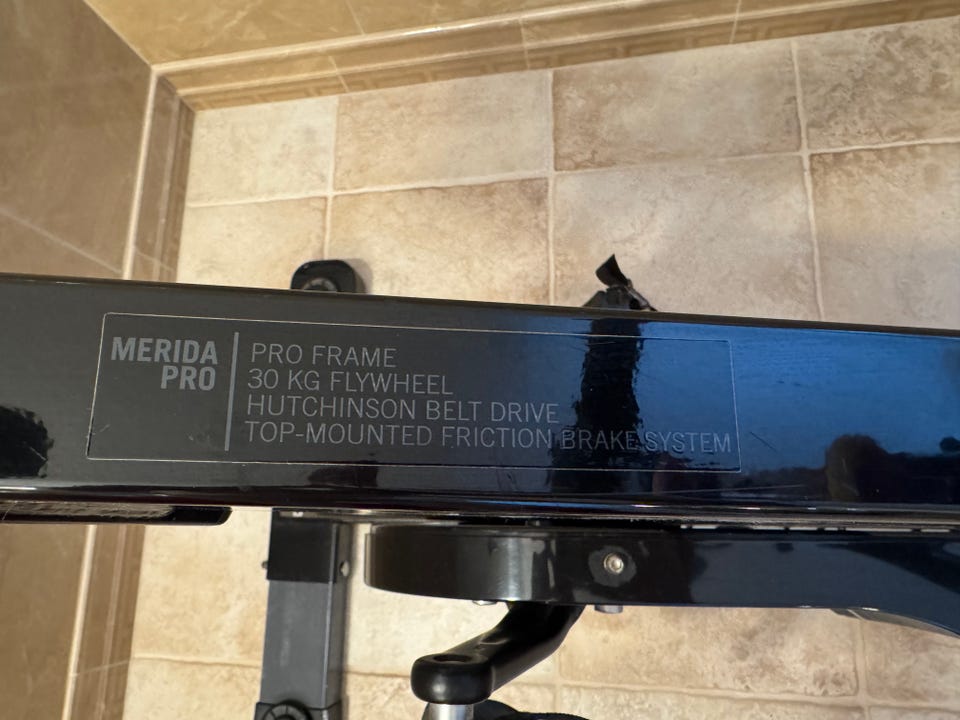 MERIDA
PRO
PRO FRAME
30 KG FLYWHEEL
HUTCHINSON BELT DRIVE
TOP-MOUNTED FRICTION BRAKE SYSTEM